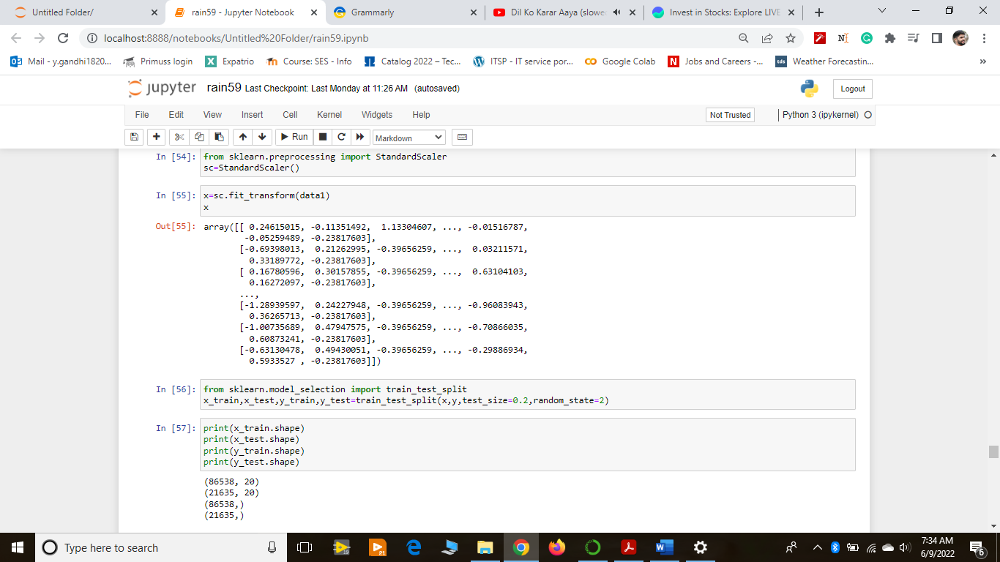 Untitled Folder/
rain59 - Jupyter Notebook
Grammarly
Dil Ko Karar Aaya (slowe
Invest in Stocks: Explore LIVE
localhost:8888/notebooks/Untitled%20Folder/rain59.ipynb
Mail - y.gandhi1820...
Primuss login
Expatrio
Course: SES - Info
Catalog 2022 – Tec...
ITSP - IT service por...
Google Colab
Jobs and Careers -...
Weather Forecastin...
»
jupyter rain59 Last Checkpoint: Last Monday at 11:26 AM (autosaved)
Logout
File Edit View Insert Cell Kernel Widgets Help
Not Trusted
Python 3 (ipykernel)
Run
Markdown
In [54]: from sklearn.preprocessing import StandardScaler
sc=StandardScaler()
In [55]: x=sc.fit_transform(data1)
x
Out[55]: array([[ 0.24615015, -0.11351492, 1.13304607, ..., -0.01516787,
-0.05259489, -0.23817603],
[-0.69398013, 0.21262995, -0.39656259, ..., 0.03211571,
0.33189772, -0.23817603],
[ 0.16780596, 0.30157855, -0.39656259, ..., 0.63104103,
0.16272097, -0.23817603],
...,
[-1.28939597, 0.24227948, -0.39656259, ..., -0.96083943,
0.36265713, -0.23817603],
[-1.00735689, 0.47947575, -0.39656259, ..., -0.70866035,
0.60873241, -0.23817603],
[-0.63130478, 0.49430051, -0.39656259, ..., -0.29886934,
0.5933527 , -0.23817603]])
In [56]: from sklearn.model_selection import train_test_split
x_train,x_test,y_train,y_test=train_test_split(x,y,test_size=0.2,random_state=2)
In [57]: print(x_train.shape)
print(x_test.shape)
print(y_train.shape)
print(y_test.shape)
(86538, 20)
(21635, 20)
(86538,)
(21635,)
Type here to search
7:34 AM
6/9/2022
6